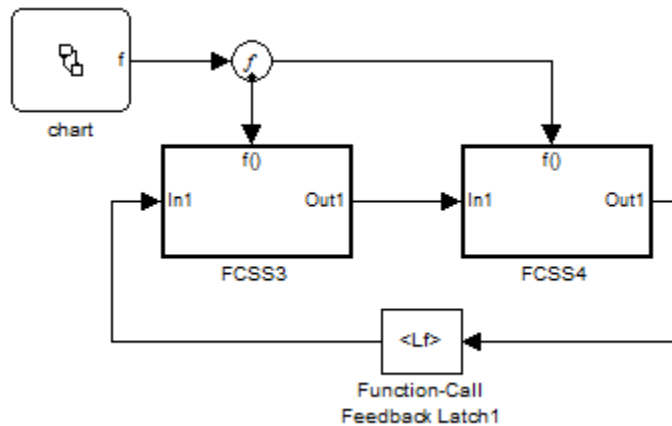 f
chart
f
f()
In1
Out1
FCSS3
f()
In1
Out1
FCSS4
<Lf>
Function-Call
Feedback Latch1